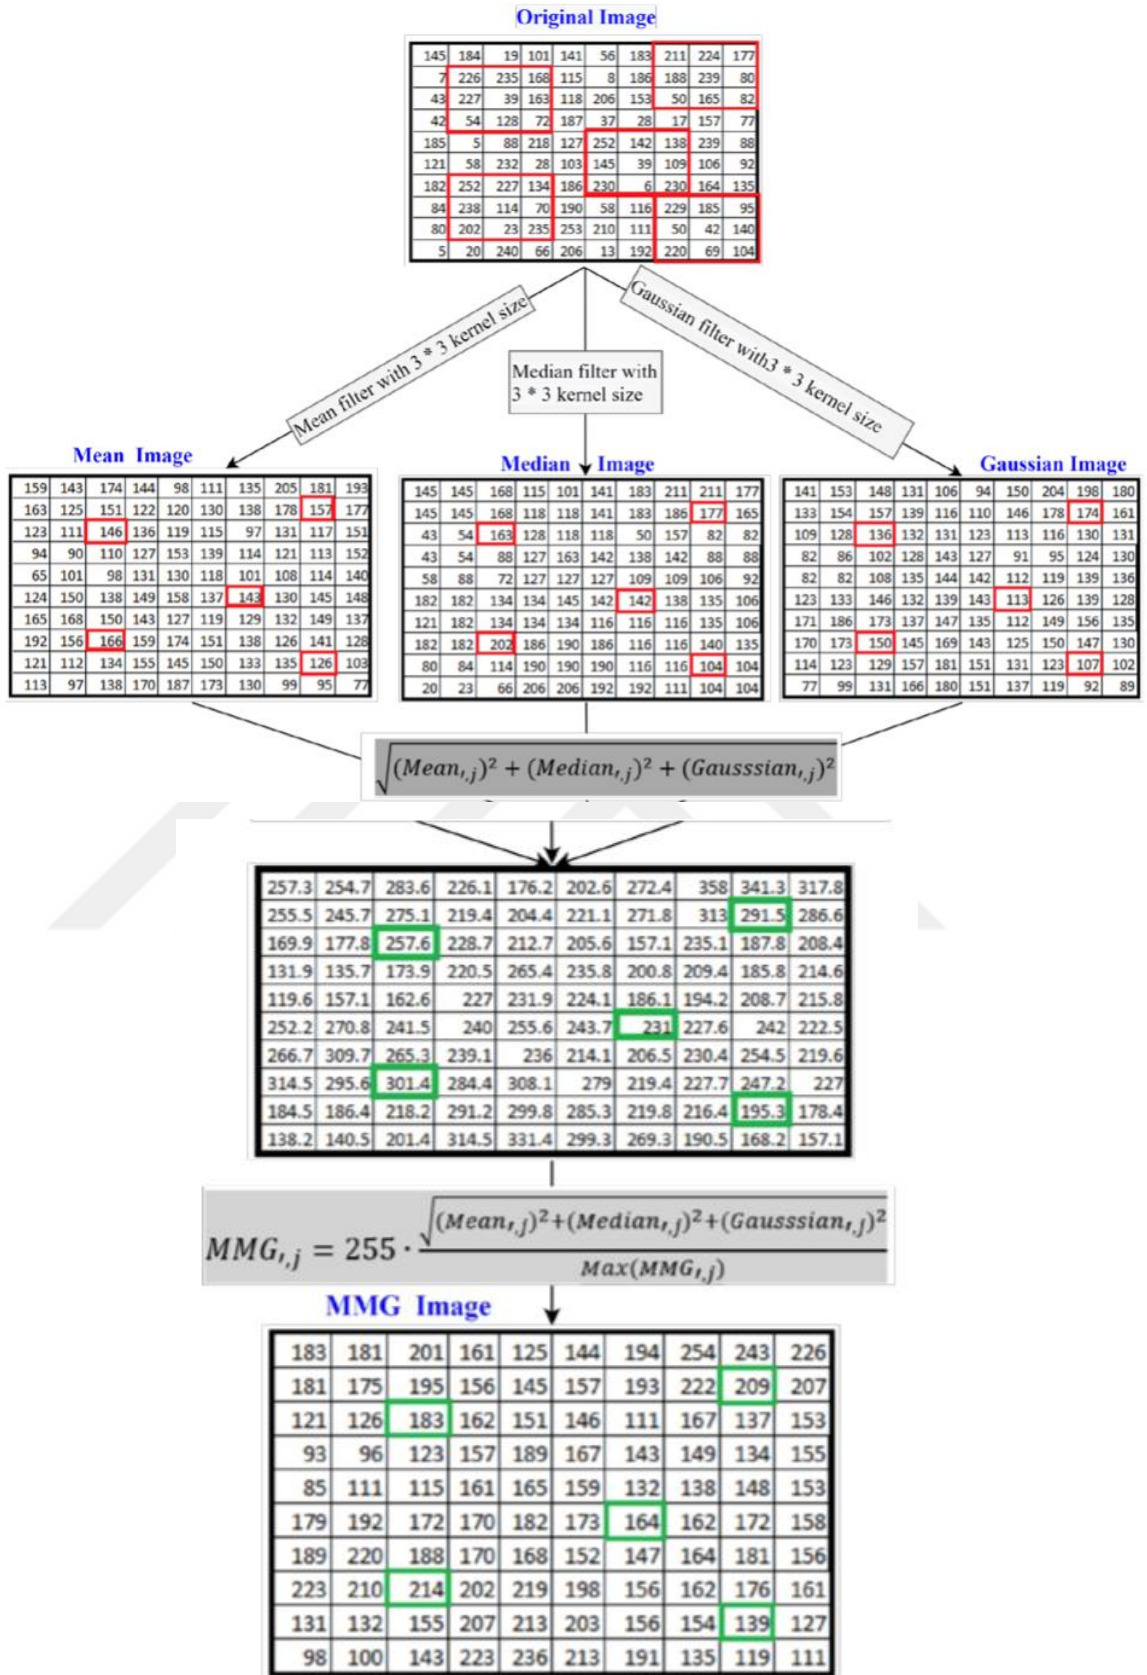 Original Image
145 184 19 101 141 56 183 211 224 177
7 226 235 168 115 8 186 188 239 80
43 227 39 163 118 206 153 50 165 82
42 54 128 72 187 37 28 17 157 77
185 5 88 218 127 252 142 138 239 88
121 58 232 28 103 145 39 109 106 92
182 252 227 134 186 230 6 230 164 135
84 238 114 70 190 58 116 229 185 95
80 202 23 235 253 210 111 50 42 140
5 20 240 66 206 13 192 220 69 104
Mean filter with 3 * 3 kernel size
Median filter with
3 * 3 kernel size
Gaussian filter with3 * 3 kernel size
Mean Image
159 143 174 144 98 111 135 205 181 193
163 125 151 122 120 130 138 178 157 177
123 111 146 136 119 115 97 131 117 151
94 90 110 127 153 139 114 121 113 152
65 101 98 131 130 118 101 108 114 140
124 150 138 149 158 137 143 130 145 148
165 168 150 143 127 119 129 132 149 137
192 156 166 159 174 151 138 126 141 128
121 112 134 155 145 150 133 135 126 103
113 97 138 170 187 173 130 99 95 77
Median Image
145 145 168 115 101 141 183 211 211 177
145 145 168 118 118 141 183 186 177 165
43 54 163 128 118 118 50 157 82 82
43 54 88 127 163 142 138 142 88 88
58 88 72 127 127 127 109 109 106 92
182 182 134 134 145 142 142 138 135 106
121 182 134 134 134 116 116 116 135 106
182 182 202 186 190 186 116 116 140 135
80 84 114 190 190 190 116 116 104 104
20 23 66 206 206 192 192 111 104 104
Gaussian Image
141 153 148 131 106 94 150 204 198 180
133 154 157 139 116 110 146 178 174 161
109 128 136 132 131 123 113 116 130 131
82 86 102 128 143 127 91 95 124 130
82 82 108 135 144 142 112 119 139 136
123 133 146 132 139 143 113 126 139 128
171 186 173 137 147 135 112 149 156 135
170 173 150 145 169 143 125 150 147 130
114 123 129 157 181 151 131 123 107 102
77 99 131 166 180 151 137 119 92 89
√(Mean,,j)² + (Median,,j)² + (Gausssian,,j)²
257.3 254.7 283.6 226.1 176.2 202.6 272.4 358 341.3 317.8
255.5 245.7 275.1 219.4 204.4 221.1 271.8 313 291.5 286.6
169.9 177.8 257.6 228.7 212.7 205.6 157.1 235.1 187.8 208.4
131.9 135.7 173.9 220.5 265.4 235.8 200.8 209.4 185.8 214.6
119.6 157.1 162.6 227 231.9 224.1 186.1 194.2 208.7 215.8
252.2 270.8 241.5 240 255.6 243.7 231 227.6 242 222.5
266.7 309.7 265.3 239.1 236 214.1 206.5 230.4 254.5 219.6
314.5 295.6 301.4 284.4 308.1 279 219.4 227.7 247.2 227
184.5 186.4 218.2 291.2 299.8 285.3 219.8 216.4 195.3 178.4
138.2 140.5 201.4 314.5 331.4 299.3 269.3 190.5 168.2 157.1
MMG,,j = 255 · √(Mean,,j)²+(Median,,j)²+(Gausssian,,j)²
Max(MMG,,j)
MMG Image
183 181 201 161 125 144 194 254 243 226
181 175 195 156 145 157 193 222 209 207
121 126 183 162 151 146 111 167 137 153
93 96 123 157 189 167 143 149 134 155
85 111 115 161 165 159 132 138 148 153
179 192 172 170 182 173 164 162 172 158
189 220 188 170 168 152 147 164 181 156
223 210 214 202 219 198 156 162 176 161
131 132 155 207 213 203 156 154 139 127
98 100 143 223 236 213 191 135 119 111